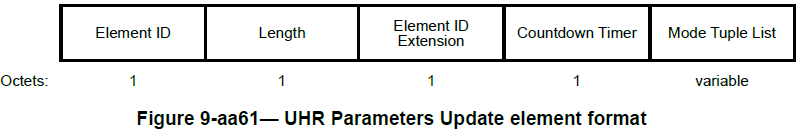 Element ID Length Element ID Extension Countdown Timer Mode Tuple List
Octets: 1 1 1 1 variable
Figure 9-aa61— UHR Parameters Update element format